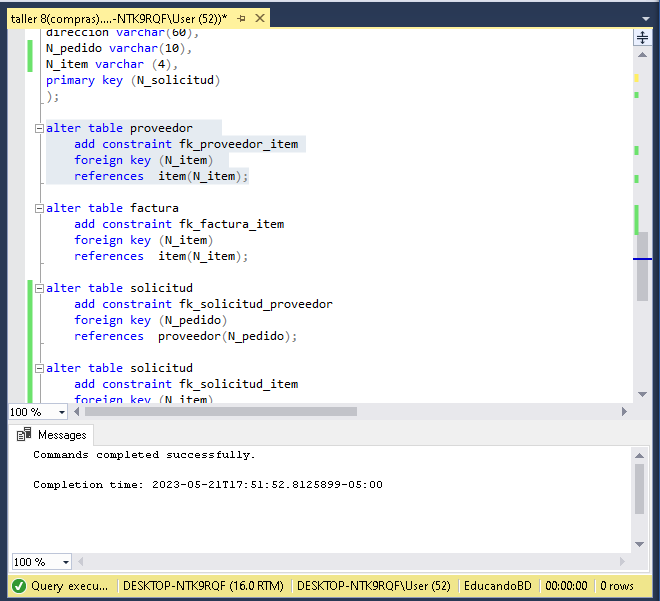 taller 8(compras)....-NTK9RQF\User (52))*
direccion varchar(60),
N_pedido varchar(10),
N_item varchar (4),
primary key (N_solicitud)
);
alter table proveedor
add constraint fk_proveedor_item
foreign key (N_item)
references  item(N_item);
alter table factura
add constraint fk_factura_item
foreign key (N_item)
references  item(N_item);
alter table solicitud
add constraint fk_solicitud_proveedor
foreign key (N_pedido)
references  proveedor(N_pedido);
alter table solicitud
add constraint fk_solicitud_item
foreign key (N_item)
100 %
Messages
Commands completed successfully.
Completion time: 2023-05-21T17:51:52.8125899-05:00
100 %
Query execu... DESKTOP-NTK9RQF (16.0 RTM) DESKTOP-NTK9RQF\User (52) EducandoBD 00:00:00 0 rows